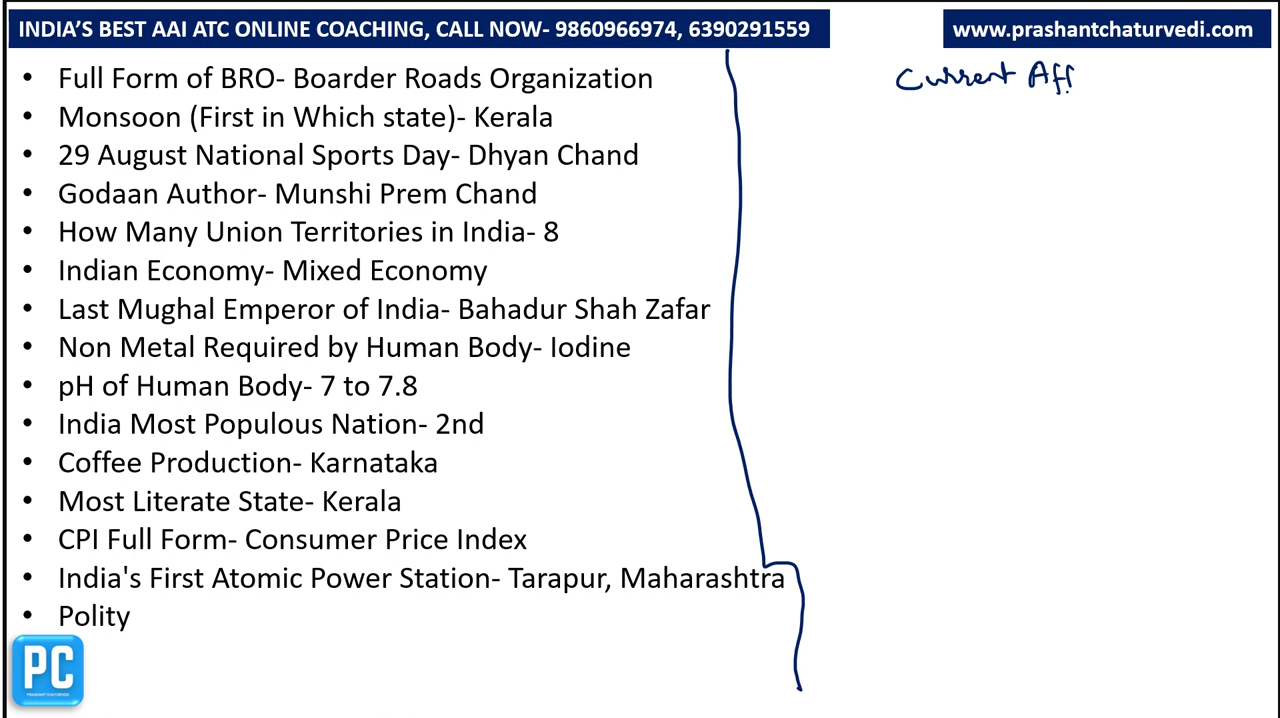 INDIA'S BEST AAI ATC ONLINE COACHING, CALL NOW- 9860966974, 6390291559
www.prashantchaturvedi.com
• Full Form of BRO- Boarder Roads Organization
• Monsoon (First in Which state)- Kerala
• 29 August National Sports Day- Dhyan Chand
• Godaan Author- Munshi Prem Chand
• How Many Union Territories in India- 8
• Indian Economy- Mixed Economy
• Last Mughal Emperor of India- Bahadur Shah Zafar
• Non Metal Required by Human Body- Iodine
• pH of Human Body- 7 to 7.8
• India Most Populous Nation- 2nd
• Coffee Production- Karnataka
• Most Literate State- Kerala
• CPI Full Form- Consumer Price Index
• India's First Atomic Power Station- Tarapur, Maharashtra
• Polity
PC
PRASHANT CHATURVEDI
Current Aff